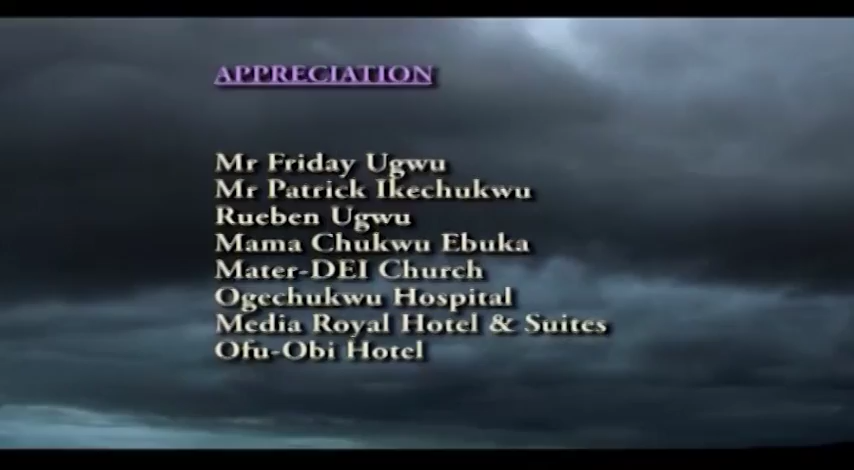 APPRECIATION
Mr Friday Ugwu
Mr Patrick Ikechukwu
Rueben Ugwu
Mama Chukwu Ebuka
Mater-DEI Church
Ogechukwu Hospital
Media Royal Hotel & Suites
Ofu-Obi Hotel